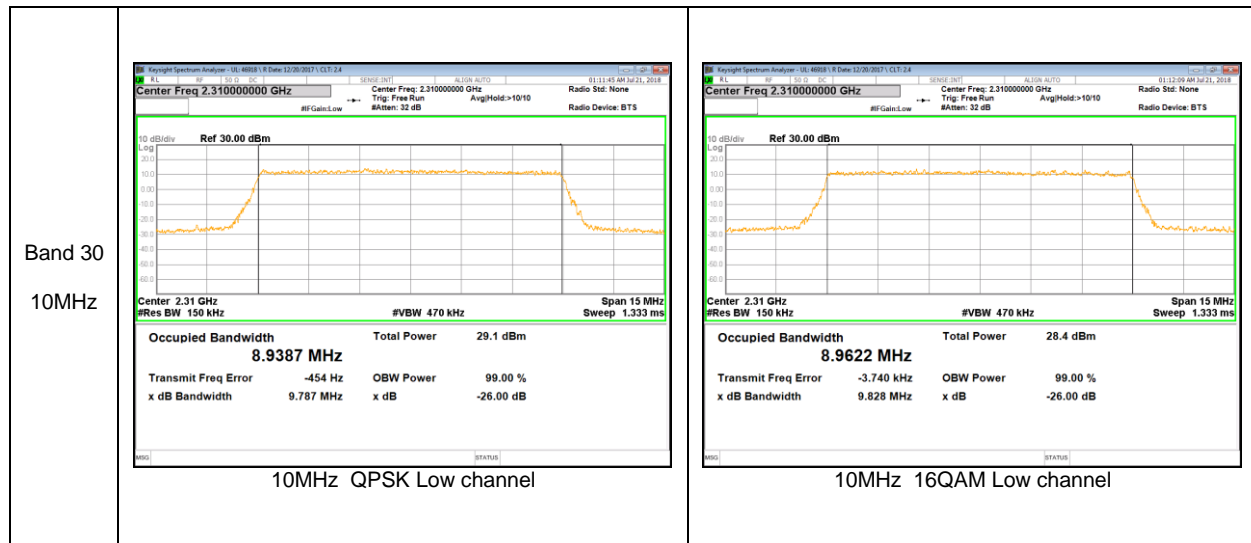 Band 30
10MHz
Keysight Spectrum Analyzer - UL: 46918 \ R Date: 12/20/2017 \ CLT: 2.4
RL RF 50 Ω DC SENSE:INT ALIGN AUTO 01:11:45 AM Jul 21, 2018
Center Freq 2.310000000 GHz
Center Freq: 2.310000000 GHz
Radio Std: None
Trig: Free Run Avg|Hold:>10/10
#IFGain:Low #Atten: 32 dB Radio Device: BTS
10 dB/div Ref 30.00 dBm
Log
20.0
10.0
0.00
-10.0
-20.0
-30.0
-40.0
-50.0
-60.0
Center 2.31 GHz Span 15 MHz
#Res BW 150 kHz #VBW 470 kHz Sweep 1.333 ms
Occupied Bandwidth Total Power 29.1 dBm
8.9387 MHz
Transmit Freq Error -454 Hz OBW Power 99.00 %
x dB Bandwidth 9.787 MHz x dB -26.00 dB
MSG STATUS
10MHz QPSK Low channel
Keysight Spectrum Analyzer - UL: 46918 \ R Date: 12/20/2017 \ CLT: 2.4
RL RF 50 Ω DC SENSE:INT ALIGN AUTO 01:12:09 AM Jul 21, 2018
Center Freq 2.310000000 GHz
Center Freq: 2.310000000 GHz
Radio Std: None
Trig: Free Run Avg|Hold:>10/10
#IFGain:Low #Atten: 32 dB Radio Device: BTS
10 dB/div Ref 30.00 dBm
Log
20.0
10.0
0.00
-10.0
-20.0
-30.0
-40.0
-50.0
-60.0
Center 2.31 GHz Span 15 MHz
#Res BW 150 kHz #VBW 470 kHz Sweep 1.333 ms
Occupied Bandwidth Total Power 28.4 dBm
8.9622 MHz
Transmit Freq Error -3.740 kHz OBW Power 99.00 %
x dB Bandwidth 9.828 MHz x dB -26.00 dB
MSG STATUS
10MHz 16QAM Low channel